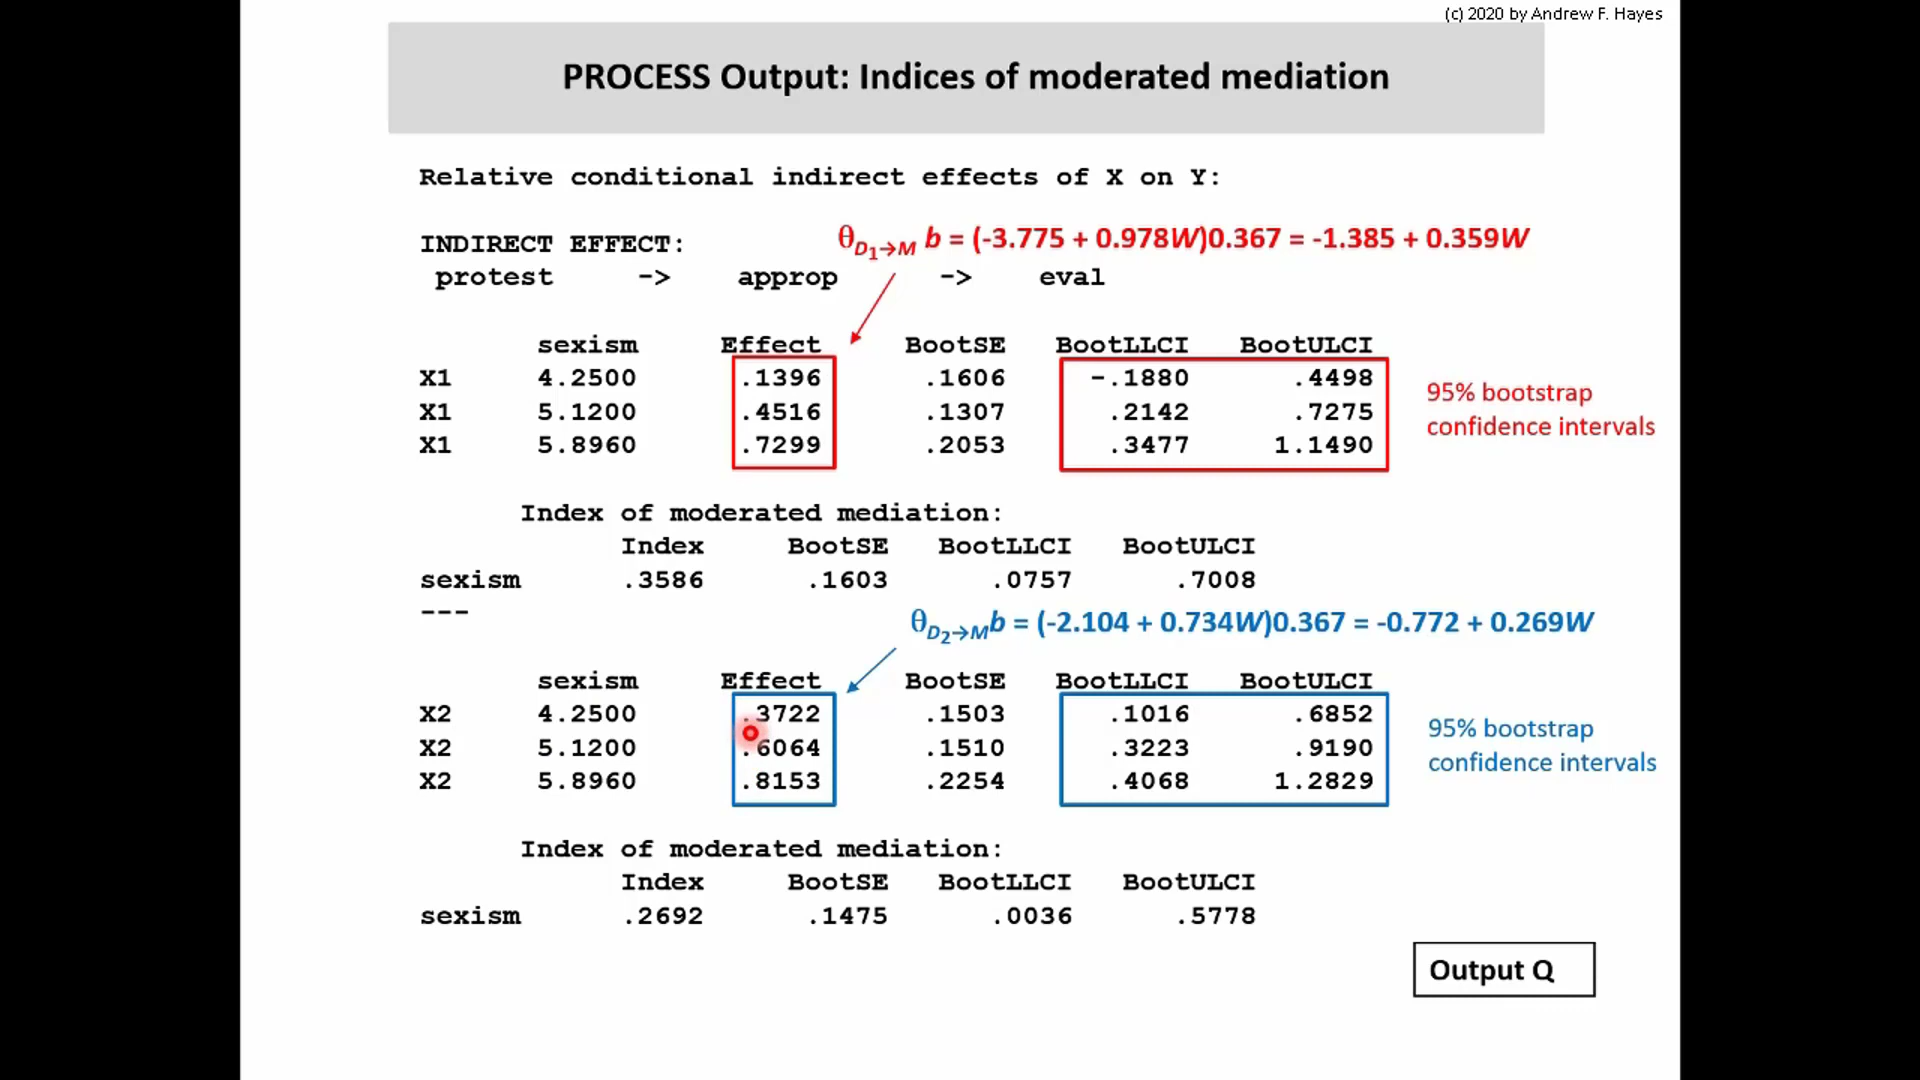 (c) 2020 by Andrew F. Hayes
PROCESS Output: Indices of moderated mediation
Relative conditional indirect effects of X on Y:
θD1→M b = (-3.775 + 0.978W)0.367 = -1.385 + 0.359W
INDIRECT EFFECT:
protest -> approp -> eval
sexism Effect BootSE BootLLCI BootULCI
X1 4.2500 .1396 .1606 -.1880 .4498
X1 5.1200 .4516 .1307 .2142 .7275
X1 5.8960 .7299 .2053 .3477 1.1490
95% bootstrap
confidence intervals
Index of moderated mediation:
Index BootSE BootLLCI BootULCI
sexism .3586 .1603 .0757 .7008
---
θD2→Mb = (-2.104 + 0.734W)0.367 = -0.772 + 0.269W
sexism Effect BootSE BootLLCI BootULCI
X2 4.2500 .3722 .1503 .1016 .6852
X2 5.1200 .6064 .1510 .3223 .9190
X2 5.8960 .8153 .2254 .4068 1.2829
95% bootstrap
confidence intervals
Index of moderated mediation:
Index BootSE BootLLCI BootULCI
sexism .2692 .1475 .0036 .5778
Output Q